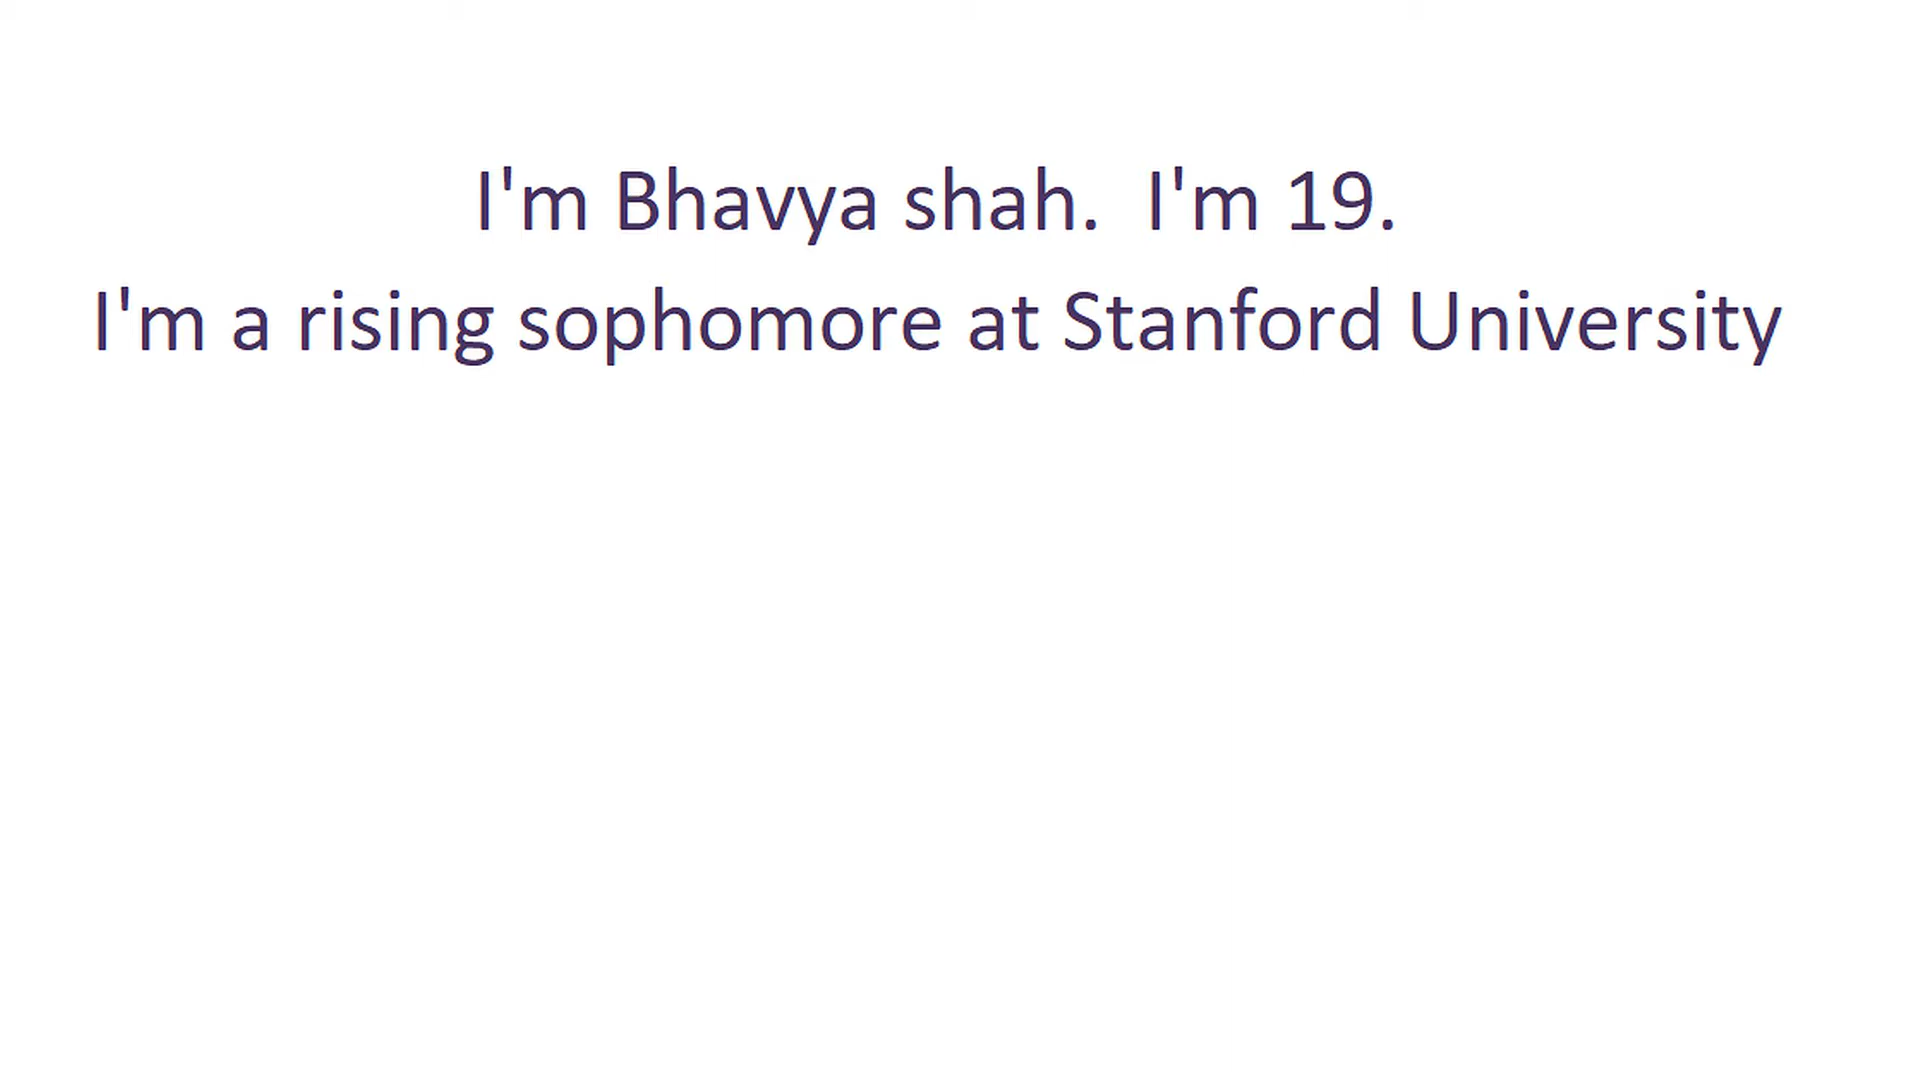 I'm Bhavya shah.  I'm 19.
I'm a rising sophomore at Stanford University